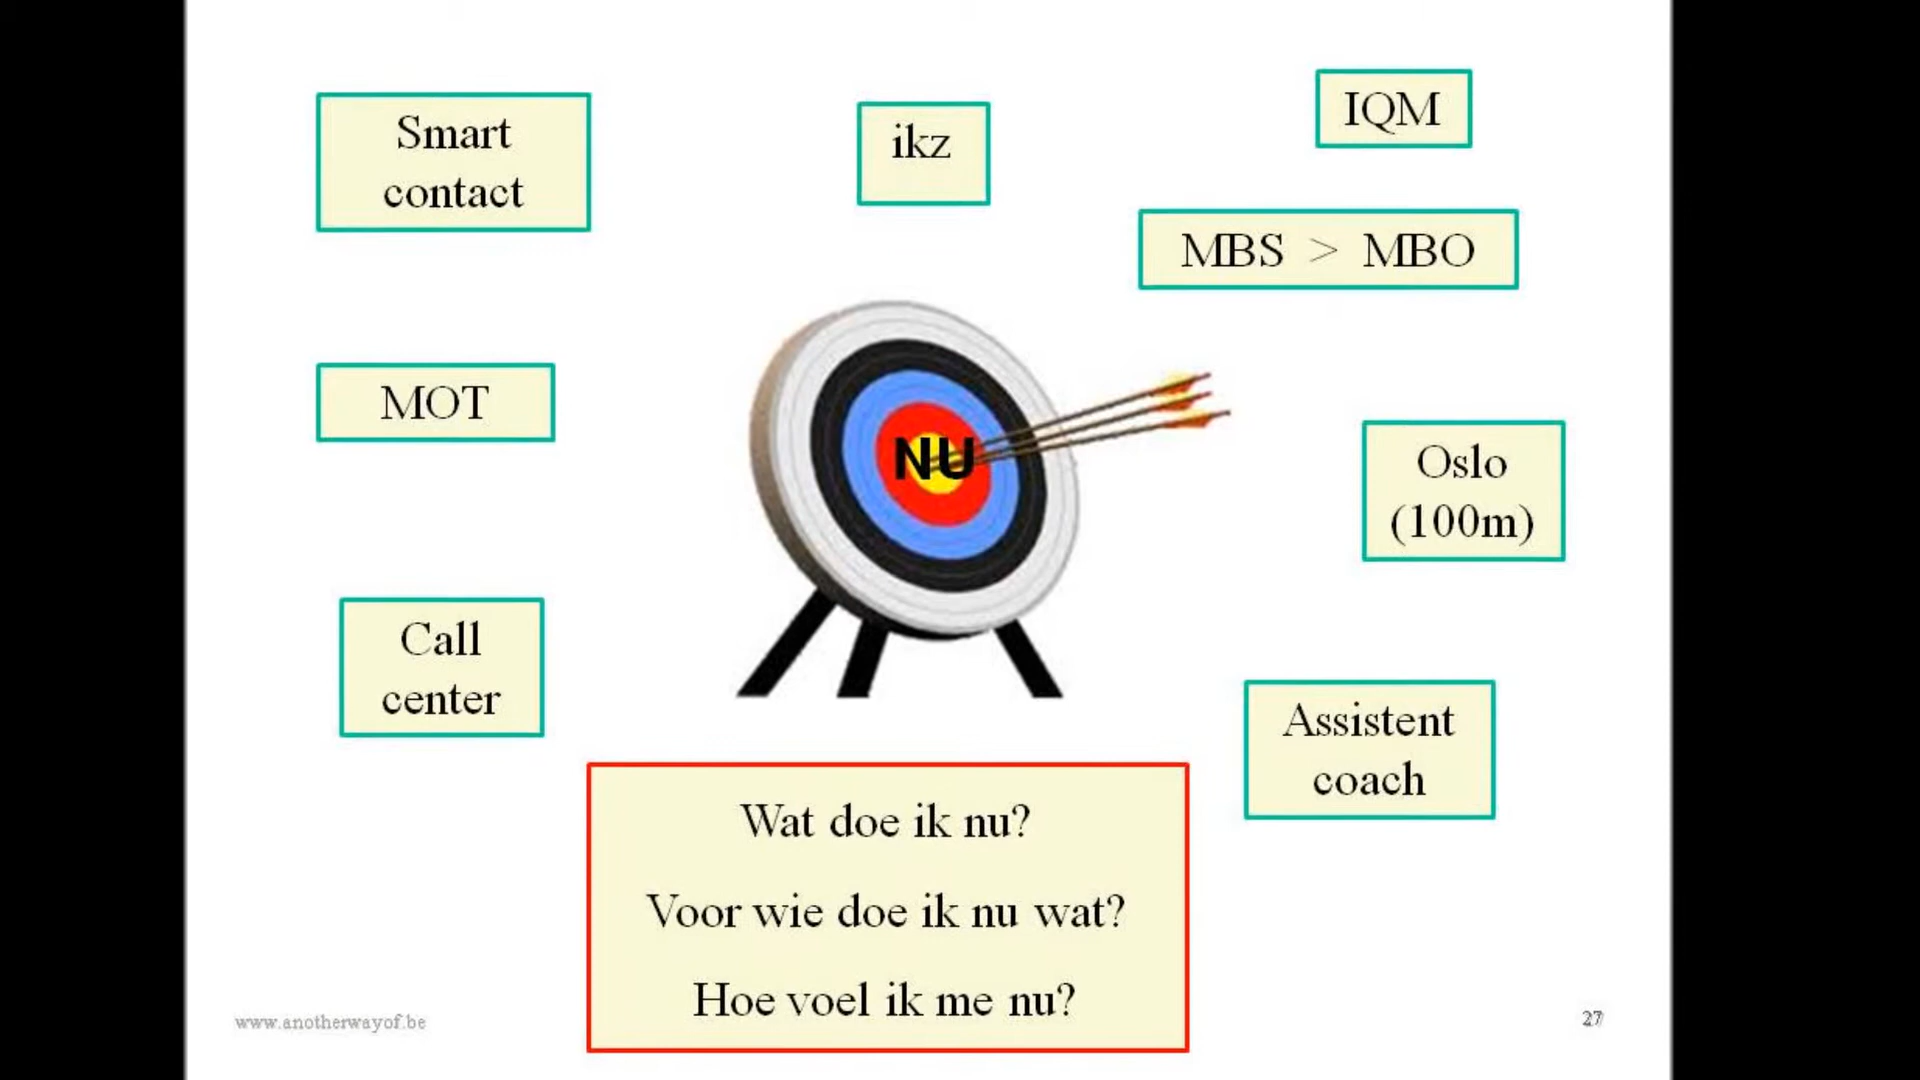 Smart
contact
ikz
IQM
MBS > MBO
MOT
NU
Oslo
(100m)
Call
center
Assistent
coach
Wat doe ik nu?
Voor wie doe ik nu wat?
Hoe voel ik me nu?
www.anotherwayof.be
27